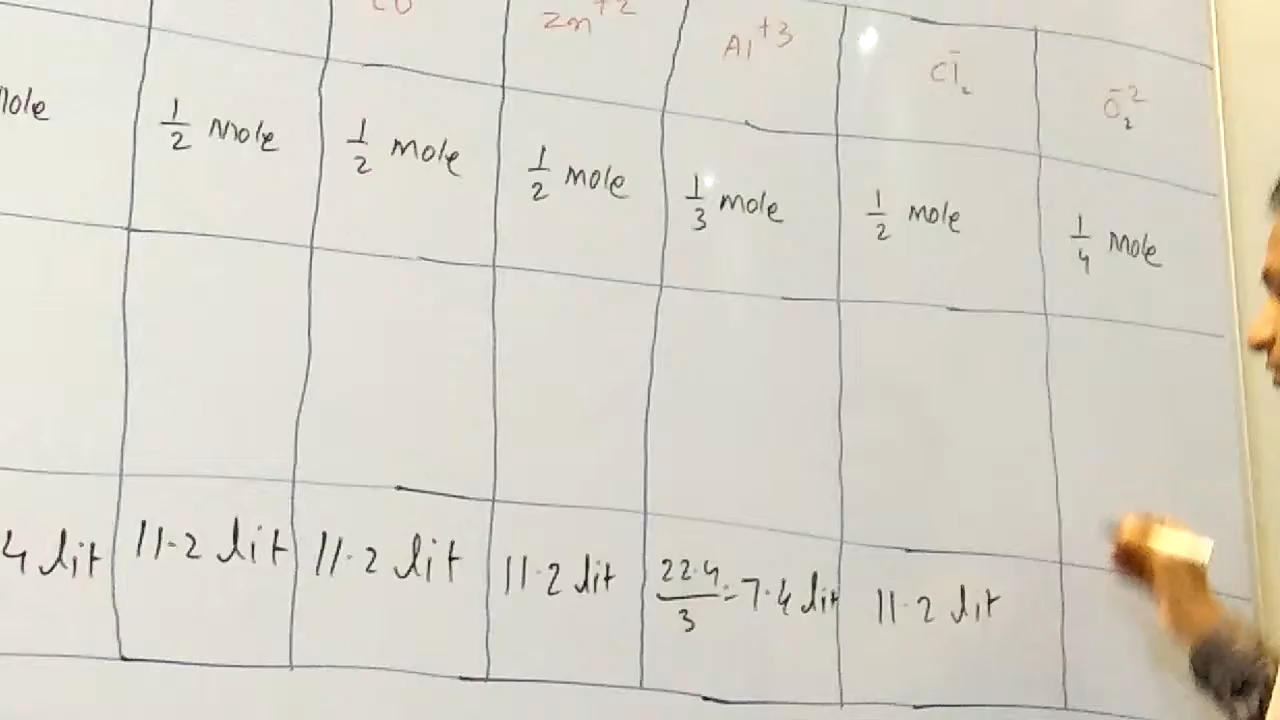 Zn+2 Al+3 Cl2- O2-2
1/2 Mole 1/2 mole 1/2 mole 1/3 mole 1/2 mole 1/4 Mole
4 lit 11.2 lit 11.2 lit 11.2 lit 22.4/3 = 7.4 lit 11.2 lit